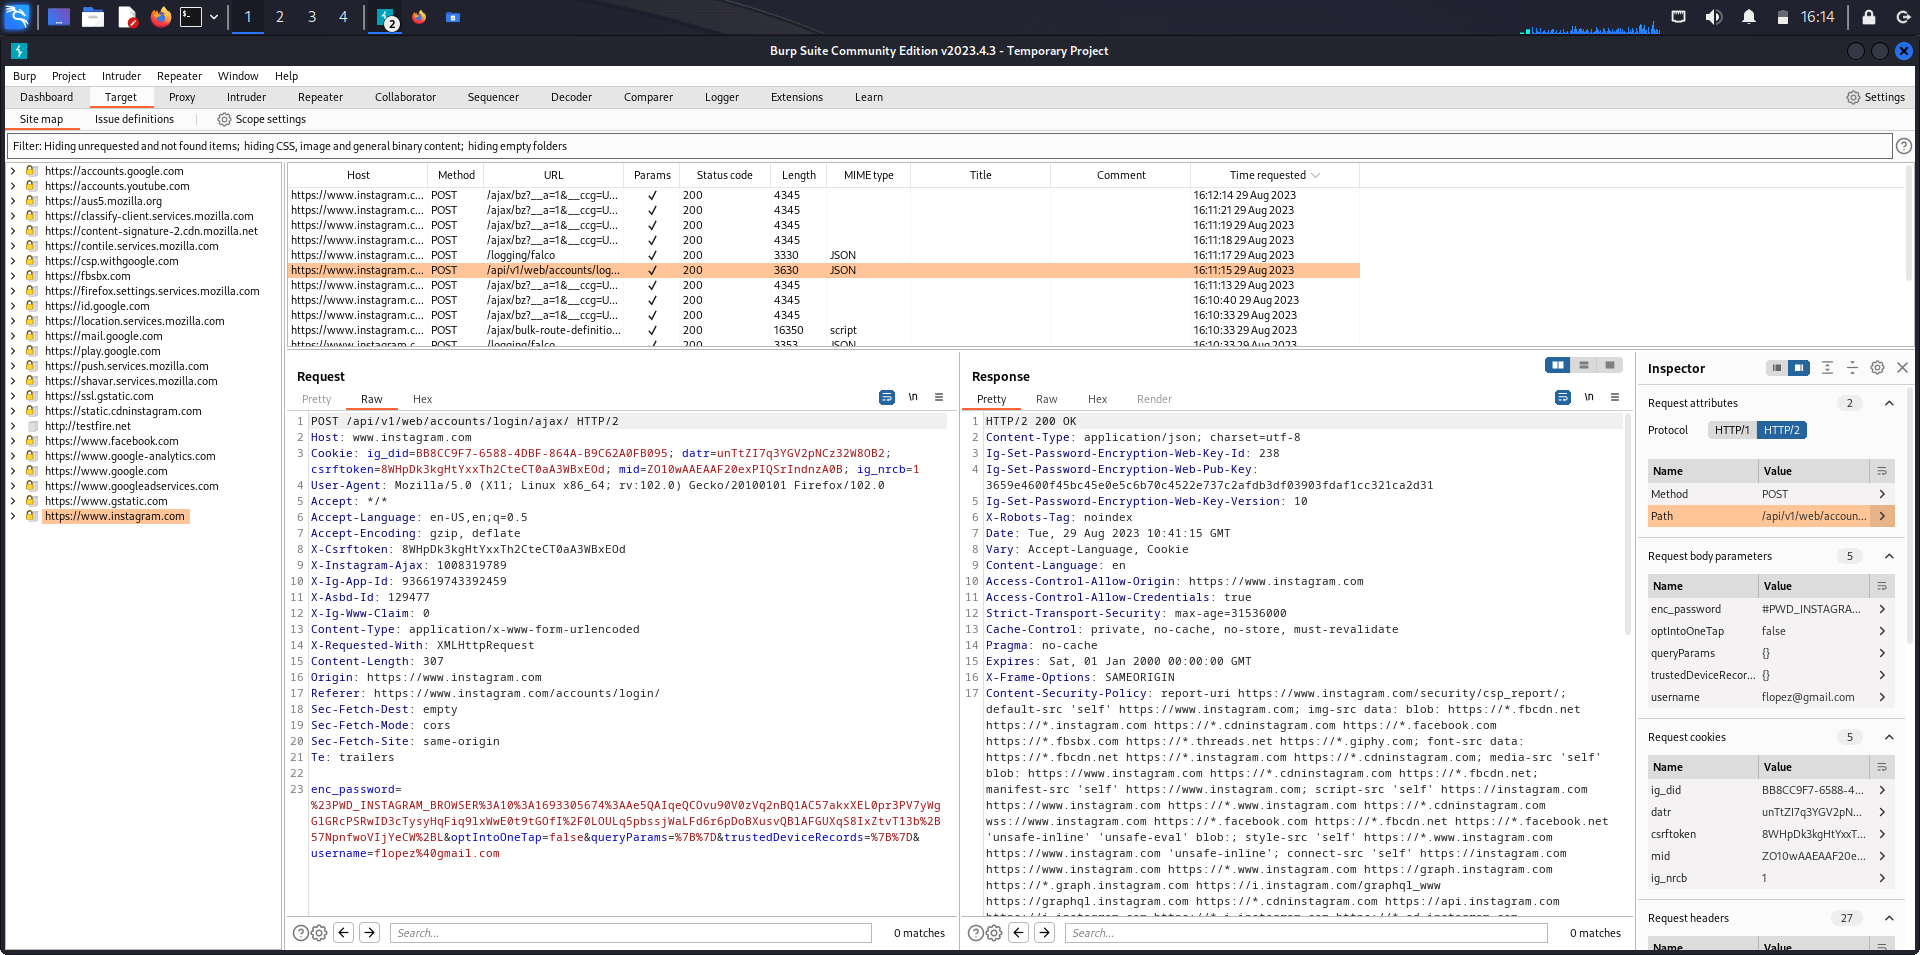 1
2
3
4
2
16:14
Burp Suite Community Edition v2023.4.3 - Temporary Project
Burp Project Intruder Repeater Window Help
Dashboard Target Proxy Intruder Repeater Collaborator Sequencer Decoder Comparer Logger Extensions Learn Settings
Site map Issue definitions Scope settings
Filter: Hiding unrequested and not found items; hiding CSS, image and general binary content; hiding empty folders
https://accounts.google.com
https://accounts.youtube.com
https://aus5.mozilla.org
https://classify-client.services.mozilla.com
https://content-signature-2.cdn.mozilla.net
https://contile.services.mozilla.com
https://csp.withgoogle.com
https://fbsbx.com
https://firefox.settings.services.mozilla.com
https://id.google.com
https://location.services.mozilla.com
https://mail.google.com
https://play.google.com
https://push.services.mozilla.com
https://shavar.services.mozilla.com
https://ssl.gstatic.com
https://static.cdninstagram.com
http://testfire.net
https://www.facebook.com
https://www.google-analytics.com
https://www.google.com
https://www.googleadservices.com
https://www.gstatic.com
https://www.instagram.com
Host Method URL Params Status code Length MIME type Title Comment Time requested
https://www.instagram.c... POST /ajax/bz?__a=1&__ccg=U... ✓ 200 4345 16:12:14 29 Aug 2023
https://www.instagram.c... POST /ajax/bz?__a=1&__ccg=U... ✓ 200 4345 16:11:21 29 Aug 2023
https://www.instagram.c... POST /ajax/bz?__a=1&__ccg=U... ✓ 200 4345 16:11:19 29 Aug 2023
https://www.instagram.c... POST /ajax/bz?__a=1&__ccg=U... ✓ 200 4345 16:11:18 29 Aug 2023
https://www.instagram.c... POST /logging/falco ✓ 200 3330 JSON 16:11:17 29 Aug 2023
https://www.instagram.c... POST /api/v1/web/accounts/log... ✓ 200 3630 JSON 16:11:15 29 Aug 2023
https://www.instagram.c... POST /ajax/bz?__a=1&__ccg=U... ✓ 200 4345 16:11:13 29 Aug 2023
https://www.instagram.c... POST /ajax/bz?__a=1&__ccg=U... ✓ 200 4345 16:10:40 29 Aug 2023
https://www.instagram.c... POST /ajax/bz?__a=1&__ccg=U... ✓ 200 4345 16:10:33 29 Aug 2023
https://www.instagram.c... POST /ajax/bulk-route-definitio... ✓ 200 16350 script 16:10:33 29 Aug 2023
https://www.instagram.c... POST /logging/falco ✓ 200 3353 JSON 16:10:33 29 Aug 2023
Request
Pretty Raw Hex \n
1 POST /api/v1/web/accounts/login/ajax/ HTTP/2
2 Host: www.instagram.com
3 Cookie: ig_did=BB8CC9F7-6588-4DBF-864A-B9C62A0FB095; datr=unTtZI7q3YGV2pNCz32W8OB2;
csrftoken=8WHpDk3kgHtYxxTh2CteCT0aA3WBxEOd; mid=ZO10wAAEAAF20exPIQSrIndnzA0B; ig_nrcb=1
4 User-Agent: Mozilla/5.0 (X11; Linux x86_64; rv:102.0) Gecko/20100101 Firefox/102.0
5 Accept: */*
6 Accept-Language: en-US,en;q=0.5
7 Accept-Encoding: gzip, deflate
8 X-Csrftoken: 8WHpDk3kgHtYxxTh2CteCT0aA3WBxEOd
9 X-Instagram-Ajax: 1008319789
10 X-Ig-App-Id: 936619743392459
11 X-Asbd-Id: 129477
12 X-Ig-Www-Claim: 0
13 Content-Type: application/x-www-form-urlencoded
14 X-Requested-With: XMLHttpRequest
15 Content-Length: 307
16 Origin: https://www.instagram.com
17 Referer: https://www.instagram.com/accounts/login/
18 Sec-Fetch-Dest: empty
19 Sec-Fetch-Mode: cors
20 Sec-Fetch-Site: same-origin
21 Te: trailers
22
23 enc_password=
%23PWD_INSTAGRAM_BROWSER%3A10%3A1693305674%3AAe5QAIqeQCOvu90V0zVq2nBQ1AC57akxXEL0pr3PV7yWg
GlGRcPSRwID3cTysyHqFiq9lxWwE0t9tGOfI%2F0LOULq5pbssjWaLFd6r6pDoBXusvQBlAFGUXqS8IxZtvT13b%2B
57NpnfwoVIjYeCW%2BL&optIntoOneTap=false&queryParams=%7B%7D&trustedDeviceRecords=%7B%7D&
username=flopez%40gmail.com
Search... 0 matches
Response
Pretty Raw Hex Render \n
1 HTTP/2 200 OK
2 Content-Type: application/json; charset=utf-8
3 Ig-Set-Password-Encryption-Web-Key-Id: 238
4 Ig-Set-Password-Encryption-Web-Pub-Key:
3659e4600f45bc45e0e5c6b70c4522e737c2afdb3df03903fdaf1cc321ca2d31
5 Ig-Set-Password-Encryption-Web-Key-Version: 10
6 X-Robots-Tag: noindex
7 Date: Tue, 29 Aug 2023 10:41:15 GMT
8 Vary: Accept-Language, Cookie
9 Content-Language: en
10 Access-Control-Allow-Origin: https://www.instagram.com
11 Access-Control-Allow-Credentials: true
12 Strict-Transport-Security: max-age=31536000
13 Cache-Control: private, no-cache, no-store, must-revalidate
14 Pragma: no-cache
15 Expires: Sat, 01 Jan 2000 00:00:00 GMT
16 X-Frame-Options: SAMEORIGIN
17 Content-Security-Policy: report-uri https://www.instagram.com/security/csp_report/;
default-src 'self' https://www.instagram.com; img-src data: blob: https://*.fbcdn.net
https://*.instagram.com https://*.cdninstagram.com https://*.facebook.com
https://*.fbsbx.com https://*.threads.net https://*.giphy.com; font-src data:
https://*.fbcdn.net https://*.instagram.com https://*.cdninstagram.com; media-src 'self'
blob: https://www.instagram.com https://*.cdninstagram.com https://*.fbcdn.net;
manifest-src 'self' https://www.instagram.com; script-src 'self' https://instagram.com
https://www.instagram.com https://*.www.instagram.com https://*.cdninstagram.com
wss://www.instagram.com https://*.facebook.com https://*.fbcdn.net https://*.facebook.net
'unsafe-inline' 'unsafe-eval' blob:; style-src 'self' https://*.www.instagram.com
https://www.instagram.com 'unsafe-inline'; connect-src 'self' https://instagram.com
https://www.instagram.com https://*.www.instagram.com https://graph.instagram.com
https://*.graph.instagram.com https://i.instagram.com/graphql_www
https://graphql.instagram.com https://*.cdninstagram.com https://api.instagram.com
Search... 0 matches
Inspector
Request attributes 2
Protocol HTTP/1 HTTP/2
Name Value
Method POST
Path /api/v1/web/accoun...
Request body parameters 5
Name Value
enc_password #PWD_INSTAGRA...
optIntoOneTap false
queryParams {}
trustedDeviceRecor... {}
username flopez@gmail.com
Request cookies 5
Name Value
ig_did BB8CC9F7-6588-4...
datr unTtZI7q3YGV2pN...
csrftoken 8WHpDk3kgHtYxxT...
mid ZO10wAAEAAF20e...
ig_nrcb 1
Request headers 27
Name Value